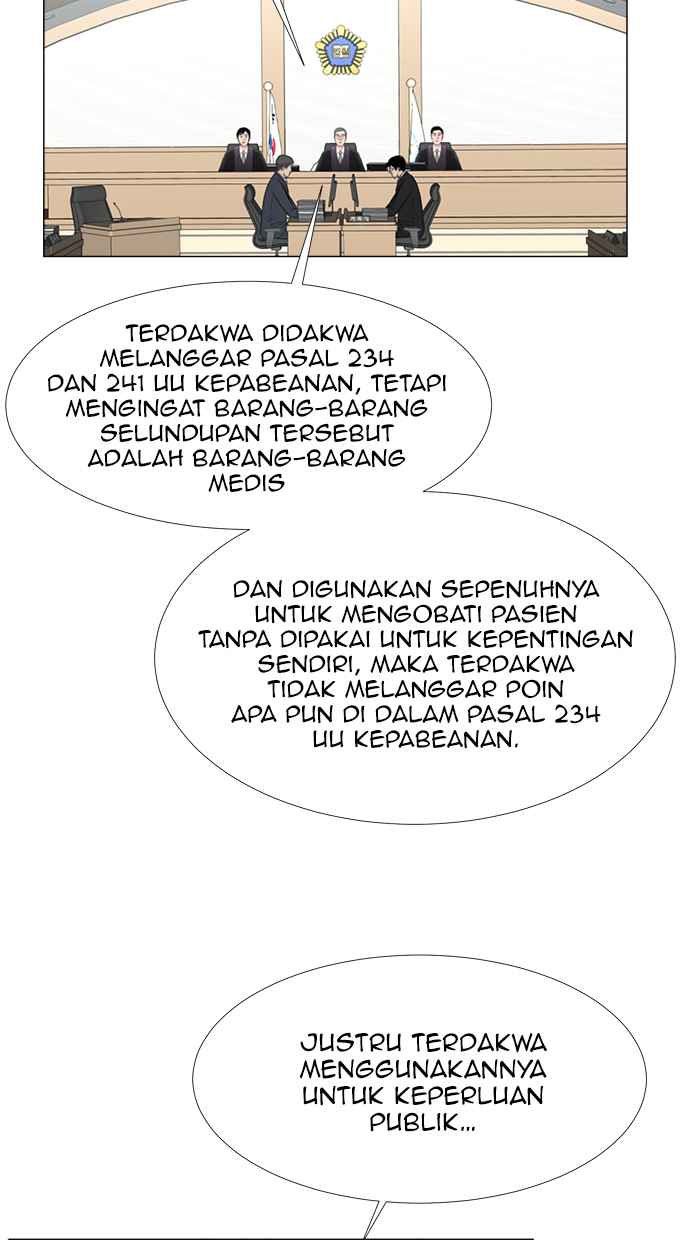 TERDAKWA DIDAKWA
MELANGGAR PASAL 234
DAN 241 UU KEPABEANAN, TETAPI
MENGINGAT BARANG-BARANG
SELUNDUPAN TERSEBUT
ADALAH BARANG-BARANG
MEDIS
DAN DIGUNAKAN SEPENUHNYA
UNTUK MENGOBATI PASIEN
TANPA DIPAKAI UNTUK KEPENTINGAN
SENDIRI, MAKA TERDAKWA
TIDAK MELANGGAR POIN
APA PUN DI DALAM PASAL 234
UU KEPABEANAN.
JUSTRU TERDAKWA
MENGGUNAKANNYA
UNTUK KEPERLUAN
PUBLIK...